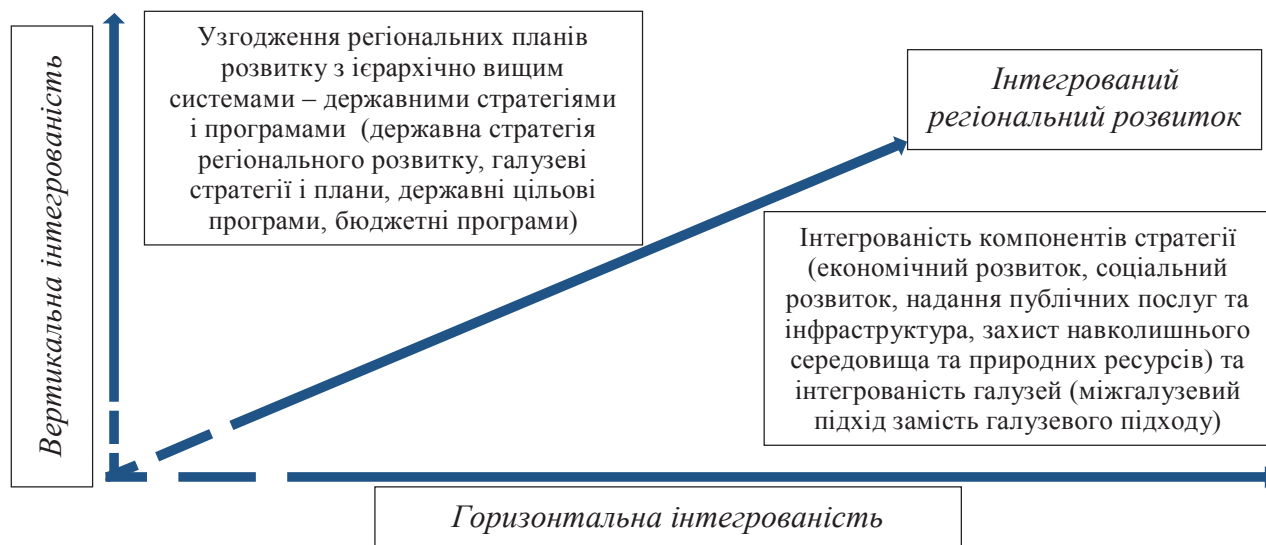 Вертикальна інтегрованість
Узгодження регіональних планів
розвитку з ієрархічно вищим
системами – державними стратегіями
і програмами (державна стратегія
регіонального розвитку, галузеві
стратегії і плани, державні цільові
програми, бюджетні програми)
Інтегрований
регіональний розвиток
Інтегрованість компонентів стратегії
(економічний розвиток, соціальний
розвиток, надання публічних послуг та
інфраструктура, захист навколишнього
середовища та природних ресурсів) та
інтегрованість галузей (міжгалузевий
підхід замість галузевого підходу)
Горизонтальна інтегрованість